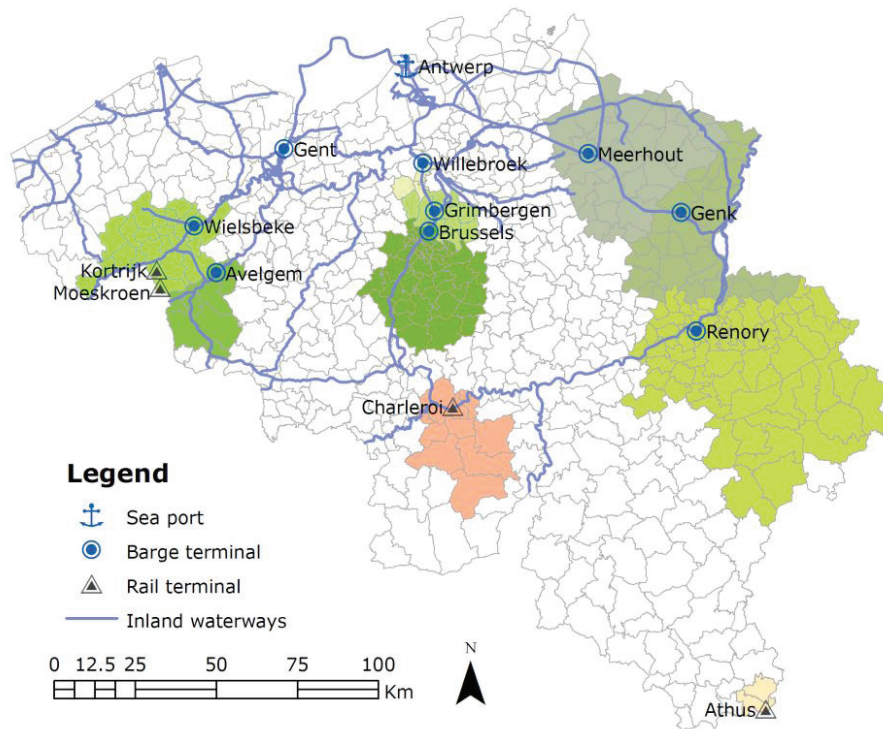 Antwerp
Gent
Willebroek
Meerhout
Grimbergen
Genk
Wielsbeke
Brussels
Kortrijk
Avelgem
Moeskroen
Renory
Charleroi
Legend
Sea port
Barge terminal
Rail terminal
Inland waterways
N
0 12.5 25 50 75 100
Km
Athus